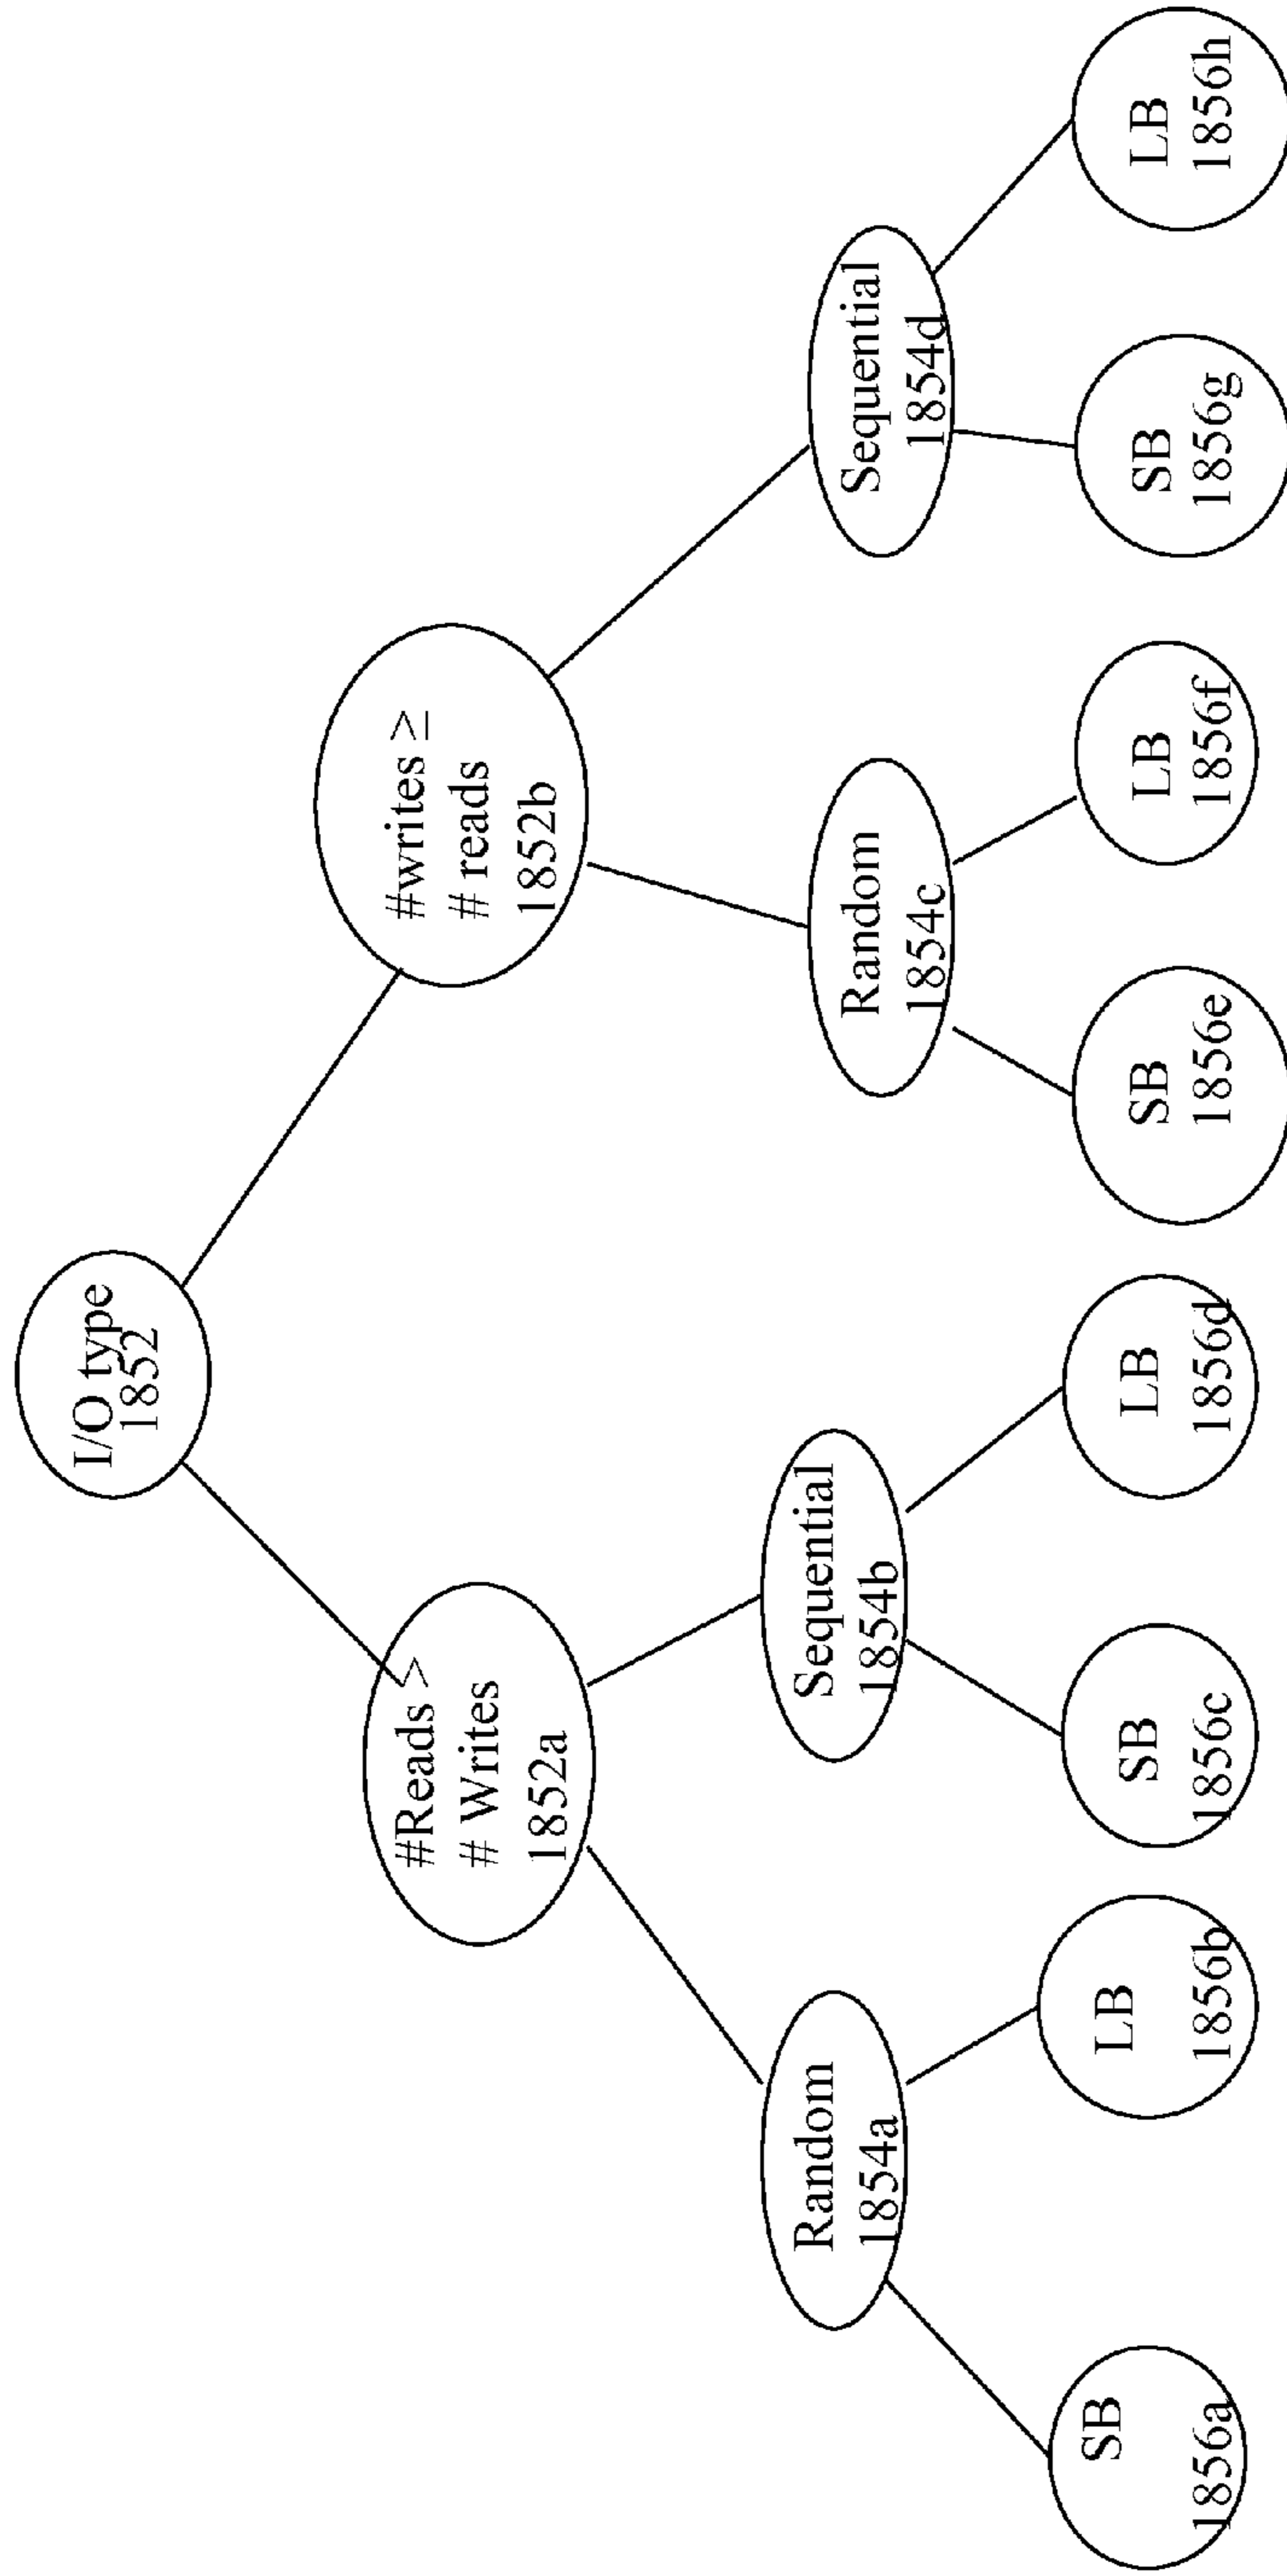 I/O type
1852
#Reads >
# Writes
1852a
#writes ≥
# reads
1852b
Random
1854a
Sequential
1854b
Random
1854c
Sequential
1854d
SB
1856a
LB
1856b
SB
1856c
LB
1856d
SB
1856e
LB
1856f
SB
1856g
LB
1856h